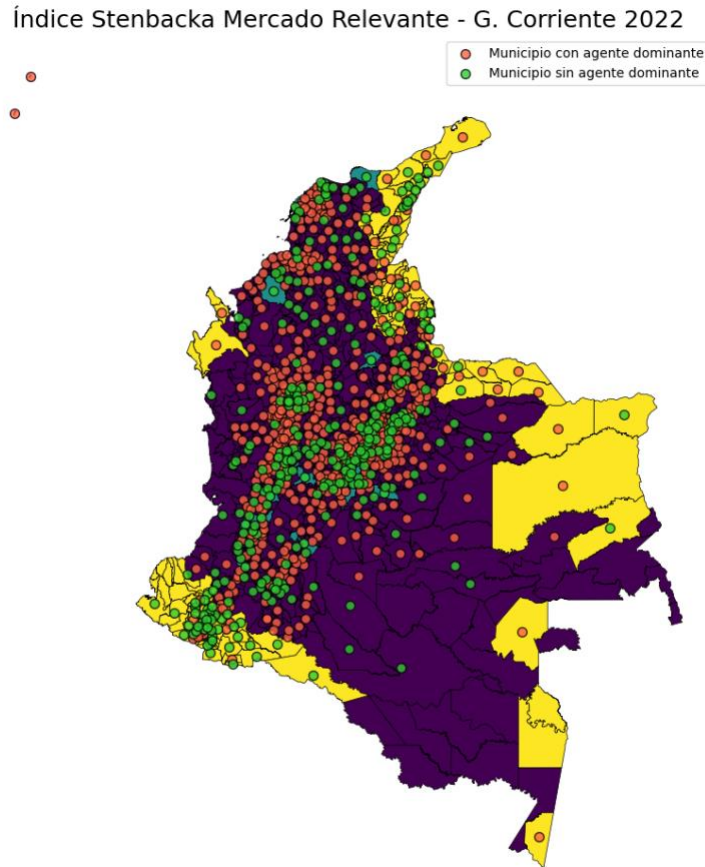 Índice Stenbacka Mercado Relevante - G. Corriente 2022
Municipio con agente dominante
Municipio sin agente dominante